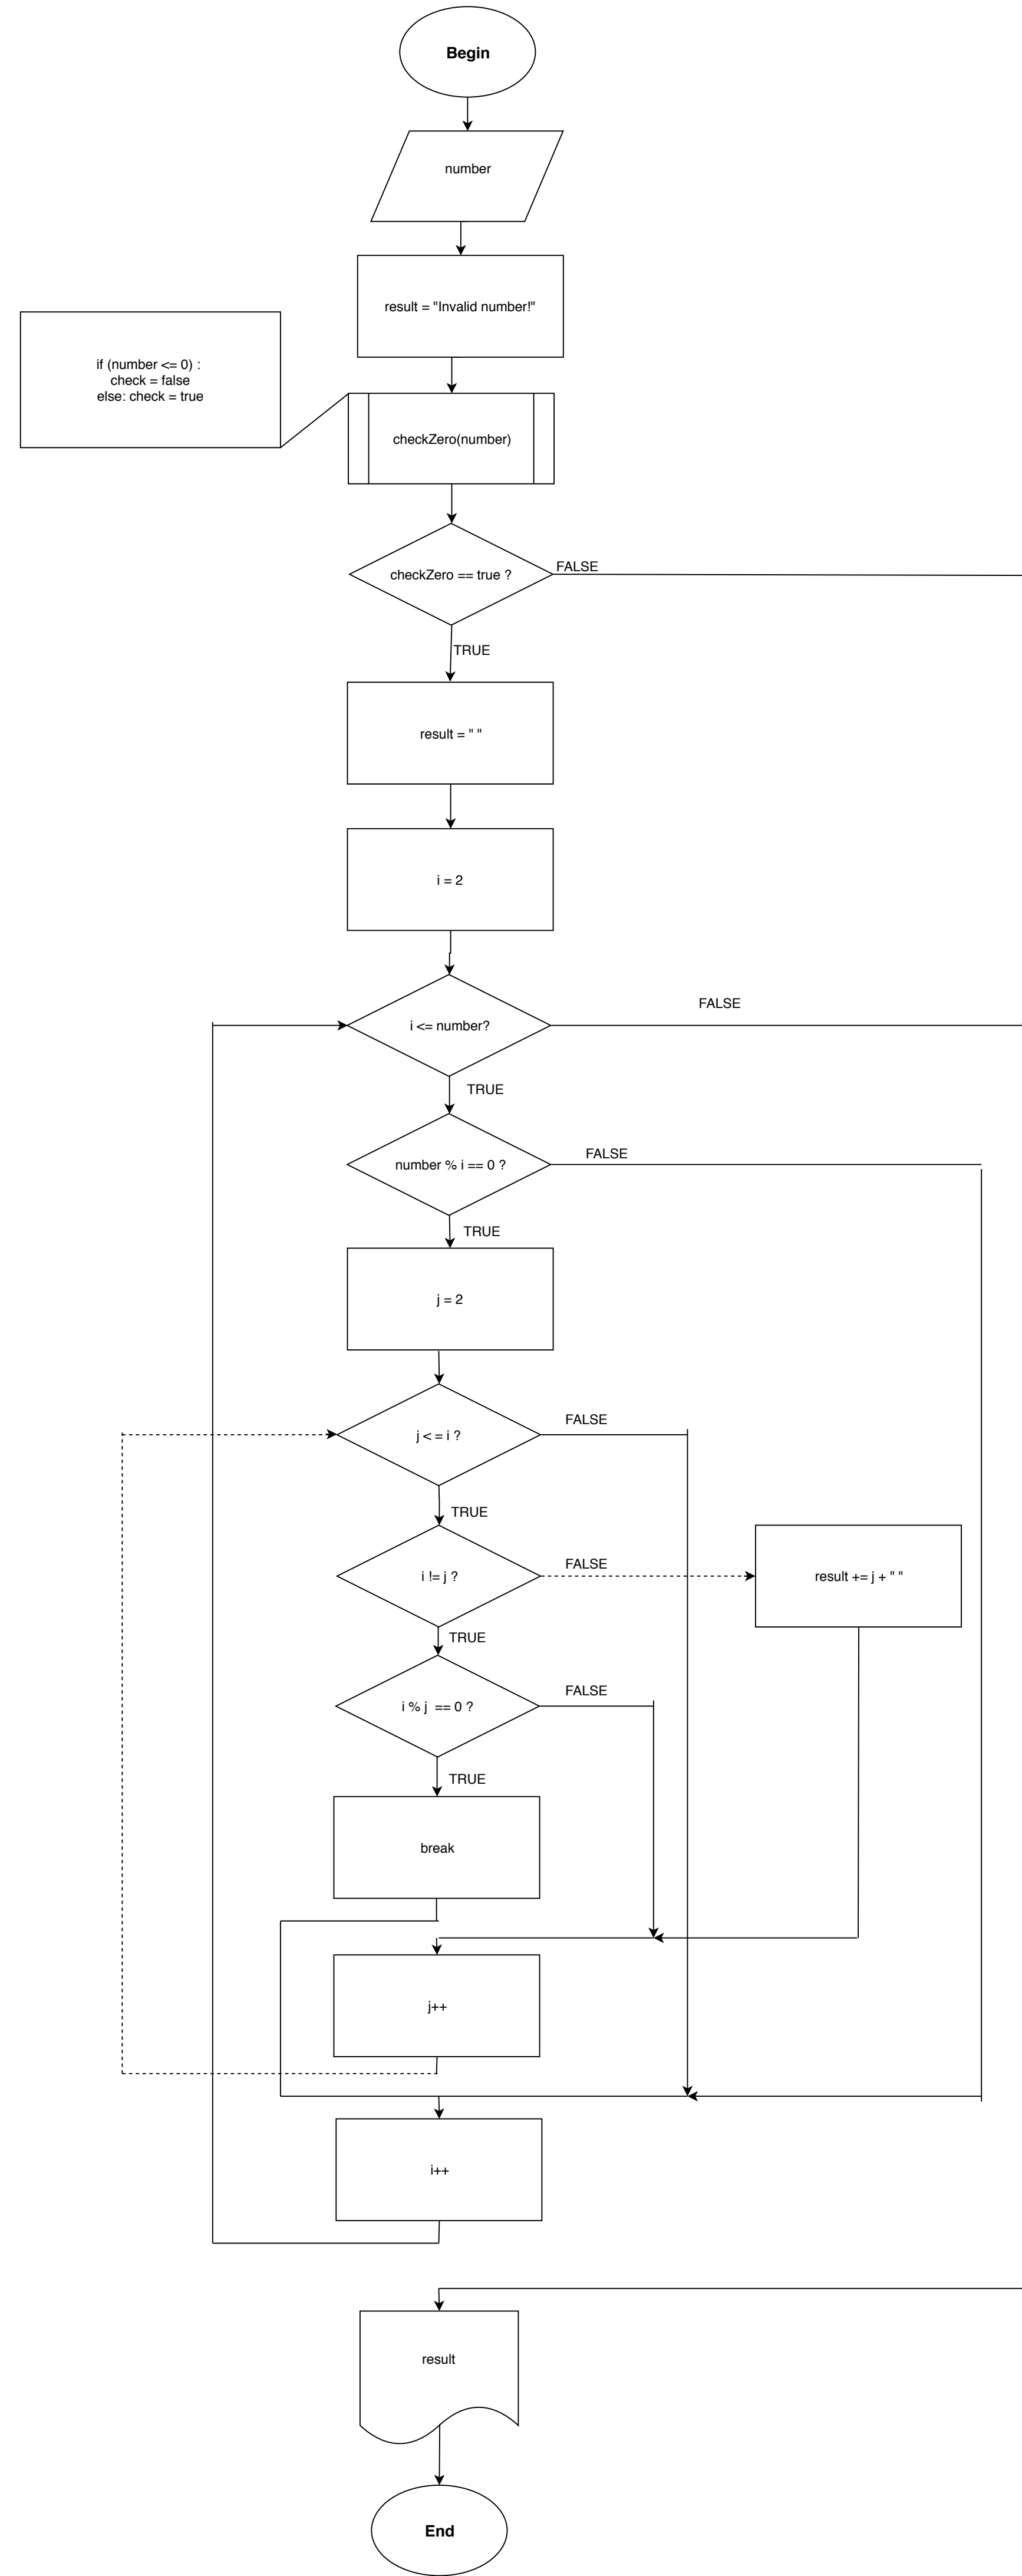 Begin
number
result = "Invalid number!"
if (number <= 0) :
check = false
else: check = true
checkZero(number)
checkZero == true ?
FALSE
TRUE
result = " "
i = 2
i <= number?
FALSE
TRUE
number % i == 0 ?
FALSE
TRUE
j = 2
j < = i ?
FALSE
TRUE
i != j ?
FALSE
result += j + " "
TRUE
i % j == 0 ?
FALSE
TRUE
break
j++
i++
result
End